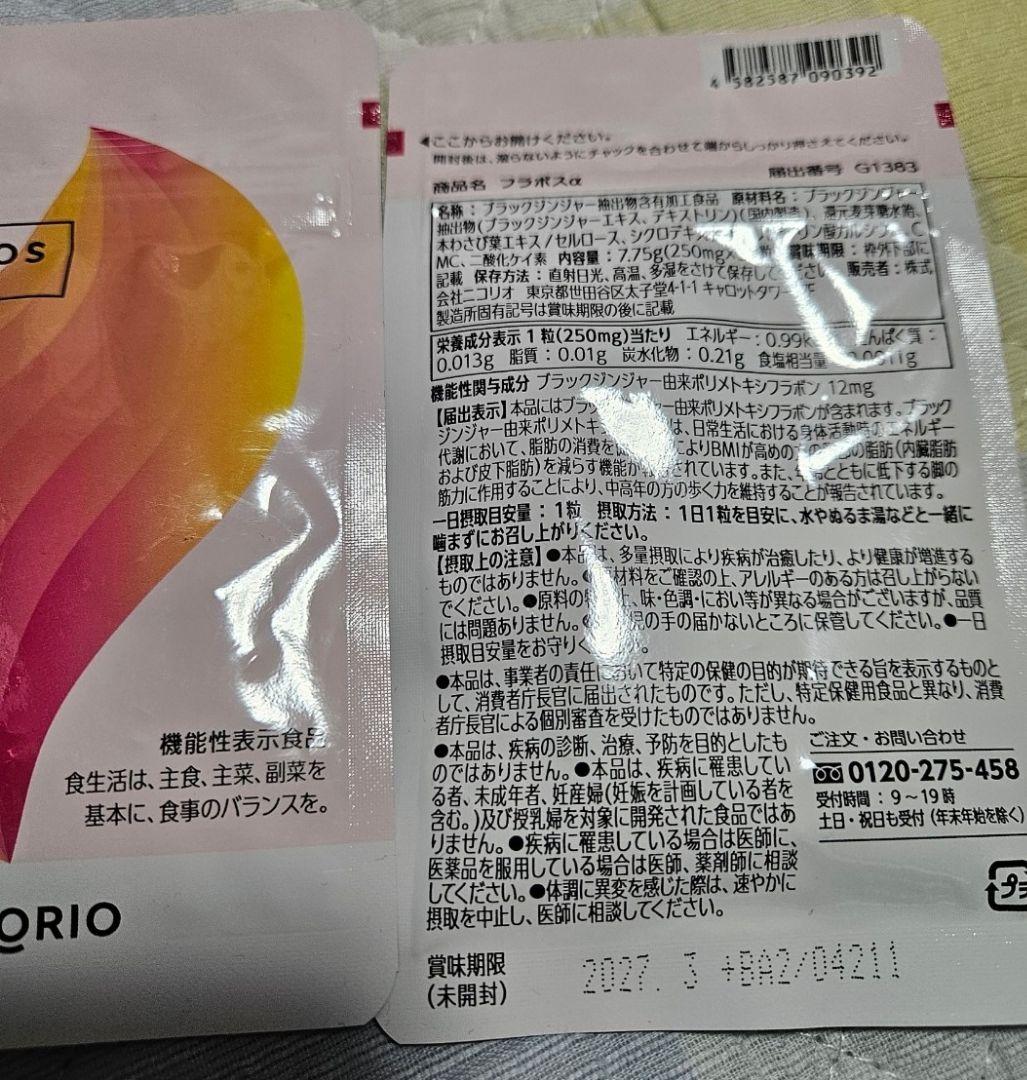 OS
機能性表示食品
食生活は、主食、主菜、副菜を
基本に、食事のバランスを。
QRIO
4 582587 090392
◀ここからお開けください。
開封後は、湿らないようにチャックを合わせて端からしっかり押さえてください。
商品名 フラボスα 届出番号 G1383
名称：ブラックジンジャー抽出物含有加工食品 原材料名：ブラックジンジャー
抽出物(ブラックジンジャーエキス、デキストリン)(国内製造)、還元麦芽糖水飴、
本わさび葉エキス/セルロース、シクロデキ ン酸カルシウム、C
MC、二酸化ケイ素 内容量：7.75g(250mg× 賞味期限：枠外下部に
記載 保存方法：直射日光、高温、多湿をさけて保存してください 販売者：株式
会社ニコリオ 東京都世田谷区太子堂4-1-1 キャロットタワー
製造所固有記号は賞味期限の後に記載
栄養成分表示 1粒(250mg)当たり エネルギー：0.99k たんぱく質：
0.013g 脂質：0.01g 炭水化物：0.21g 食塩相当量
機能性関与成分 ブラックジンジャー由来ポリメトキシフラボン 12mg
【届出表示】本品にはブラ ー由来ポリメトキシフラボンが含まれます。ブラック
ジンジャー由来ポリメトキ は、日常生活における身体活動時のエネルギー
代謝において、脂肪の消費を によりBMIが高めの の脂肪(内臓脂肪
および皮下脂肪)を減らす機能が報告されています。また、年齢とともに低下する脚の
筋力に作用することにより、中高年の方の歩く力を維持することが報告されています。
一日摂取目安量：1粒 摂取方法：1日1粒を目安に、水やぬるま湯などと一緒に
噛まずにお召し上がりください。
【摂取上の注意】●本品は、多量摂取により疾病が治癒したり、より健康が増進する
ものではありません。 材料をご確認の上、アレルギーのある方は召し上がらない
でください。●原料の 、味・色調・におい等が異なる場合がございますが、品質
には問題ありません。 の手の届かないところに保管してください。●一日
摂取目安量をお守りく
●本品は、事業者の責任において特定の保健の目的が期待できる旨を表示するものと
して、消費者庁長官に届出されたものです。ただし、特定保健用食品と異なり、消費
者庁長官による個別審査を受けたものではありません。
●本品は、疾病の診断、治療、予防を目的としたも
のではありません。●本品は、疾病に罹患してい
る者、未成年者、妊産婦(妊娠を計画している者を
含む。)及び授乳婦を対象に開発された食品ではあ
りません。●疾病に罹患している場合は医師に、
医薬品を服用している場合は医師、薬剤師に相談
してください。●体調に異変を感じた際は、速やかに
摂取を中止し、医師に相談してください。
ご注文・お問い合わせ
0120-275-458
受付時間：9～19時
土日・祝日も受付(年末年始を除く)
プラ
賞味期限
(未開封)
2027. 3 +BA2/04211